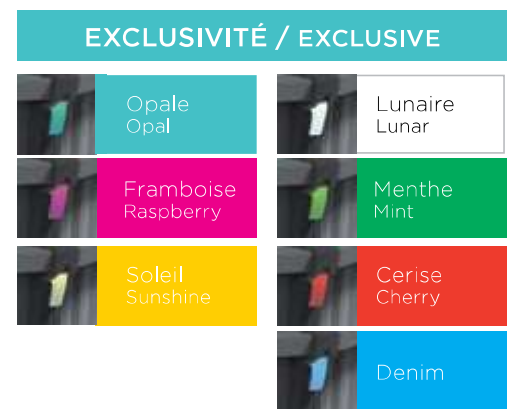 EXCLUSIVITÉ / EXCLUSIVE
Opale
Opal
Lunaire
Lunar
Framboise
Raspberry
Menthe
Mint
Soleil
Sunshine
Cerise
Cherry
Denim